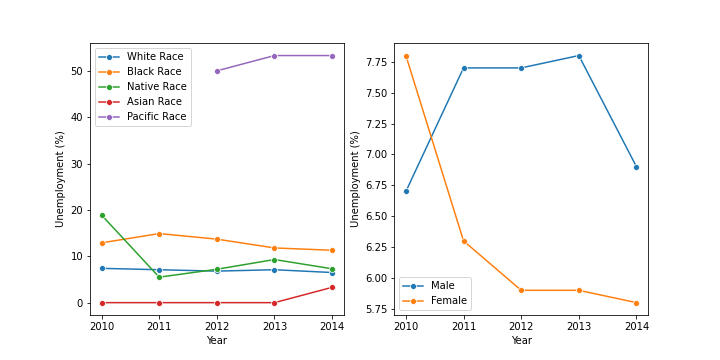 White Race
Black Race
Native Race
Asian Race
Pacific Race
50
40
30
20
10
0
Unemployment (%)
2010 2011 2012 2013 2014
Year
7.75
7.50
7.25
7.00
6.75
6.50
6.25
6.00
5.75
Unemployment (%)
Male
Female
2010 2011 2012 2013 2014
Year